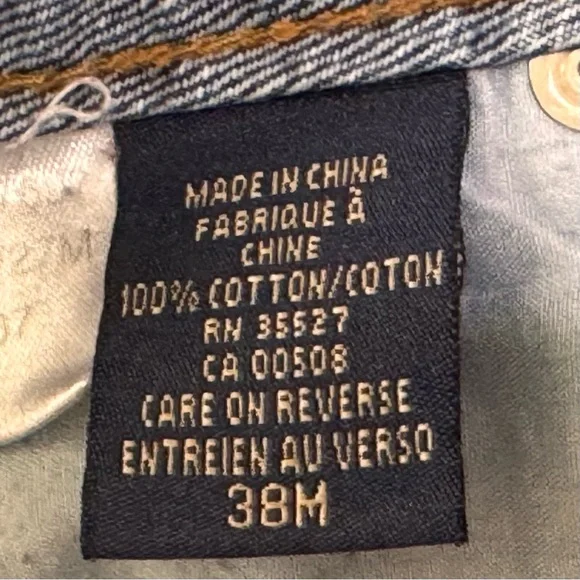 MADE IN CHINA
FABRIQUE À
CHINE
100% COTTON/COTON
RN 35527
CA 00508
CARE ON REVERSE
ENTREIEN AU VERSO
38M
M
07